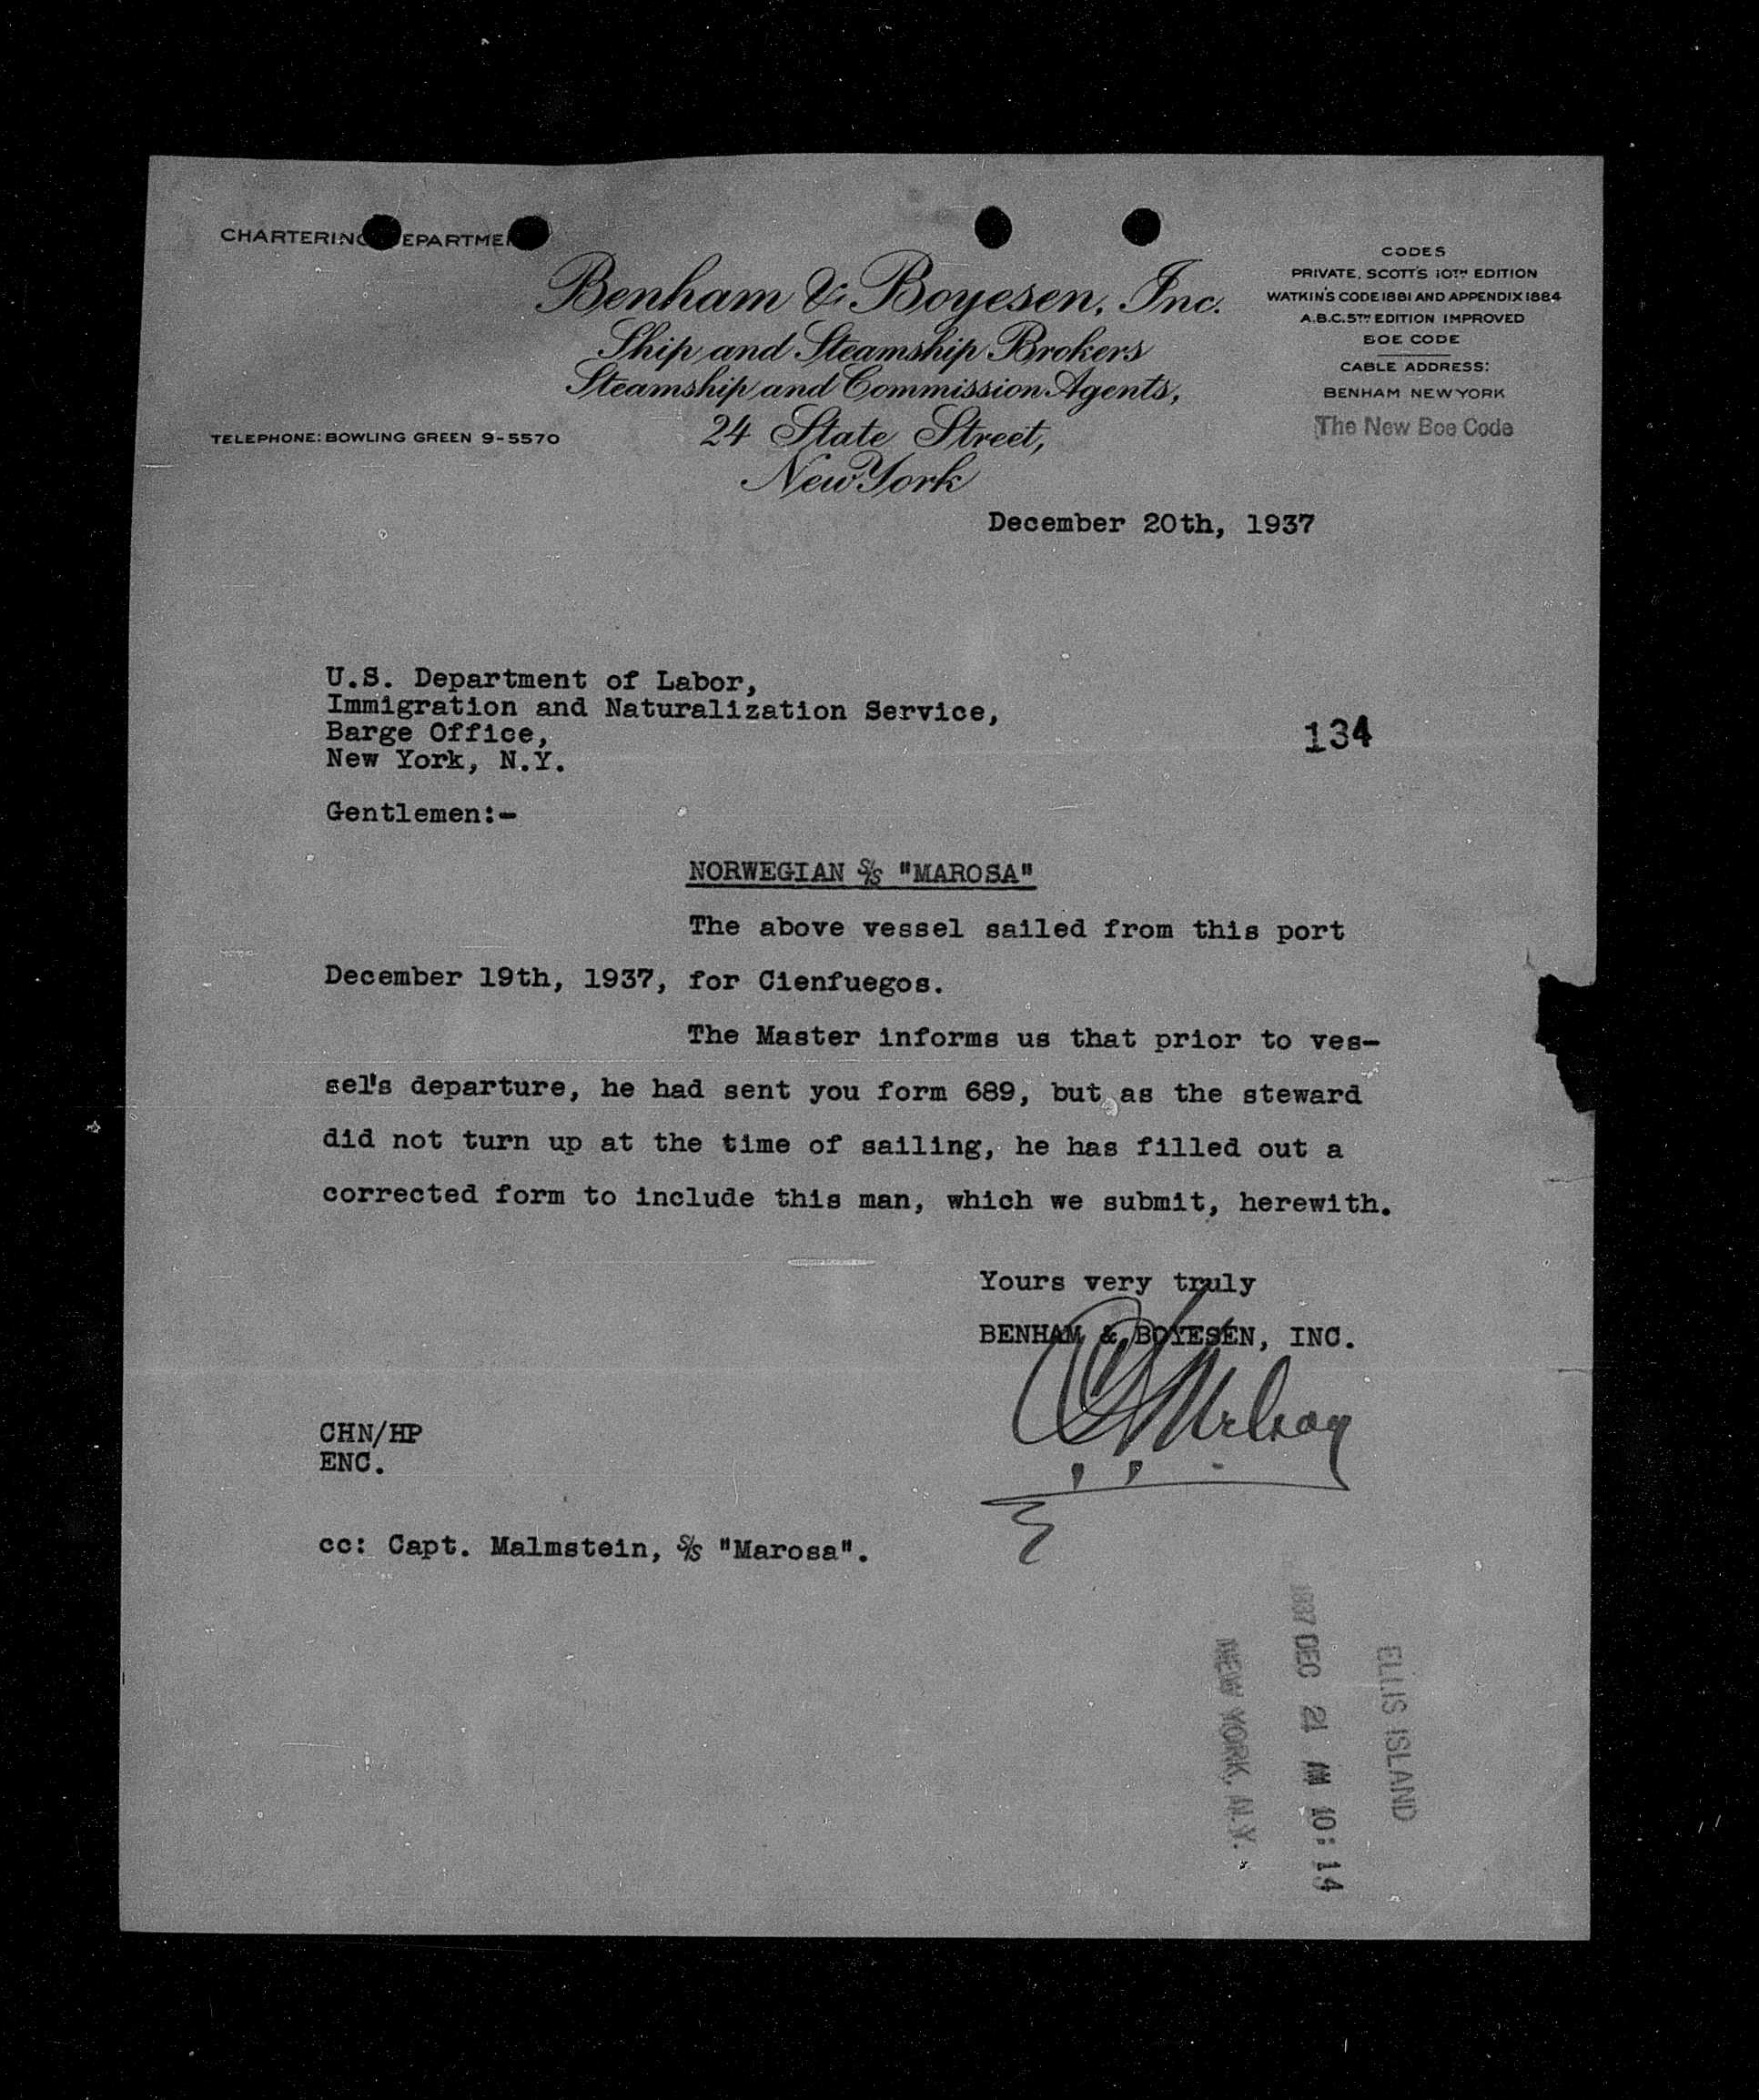 CHARTERING DEPARTMENT
Benham & Boyesen, Inc.
Ship and Steamship Brokers
Steamship and Commission Agents,
24 State Street,
New York
TELEPHONE: BOWLING GREEN 9-5570
CODES
PRIVATE, SCOTT'S 10TH EDITION
WATKIN'S CODE 1881 AND APPENDIX 1884
A.B.C. 5TH EDITION IMPROVED
BOE CODE
CABLE ADDRESS:
BENHAM NEW YORK
The New Boe Code
December 20th, 1937
U.S. Department of Labor,
Immigration and Naturalization Service,
Barge Office,
New York, N.Y.
134
Gentlemen:-
NORWEGIAN S/S "MAROSA"
The above vessel sailed from this port
December 19th, 1937, for Cienfuegos.
The Master informs us that prior to ves-
sel's departure, he had sent you form 689, but as the steward
did not turn up at the time of sailing, he has filled out a
corrected form to include this man, which we submit, herewith.
Yours very truly
BENHAM & BOYESEN, INC.
CHN/HP
ENC.
cc: Capt. Malmstein, S/S "Marosa".
ELLIS ISLAND
1937 DEC 21 AM 10:14
NEW YORK, N.Y.